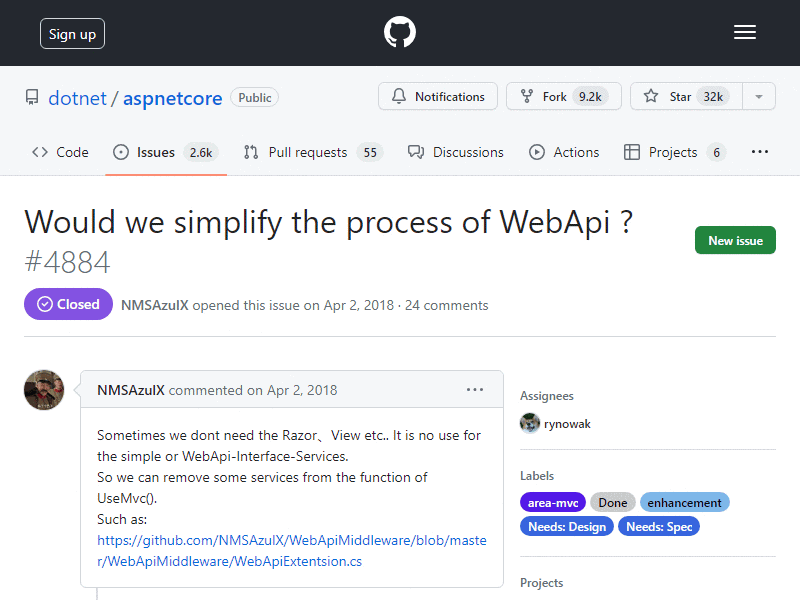 Sign up
dotnet / aspnetcore Public
Notifications Fork 9.2k Star 32k
Code Issues 2.6k Pull requests 55 Discussions Actions Projects 6 ...
Would we simplify the process of WebApi ?
#4884
New issue
Closed NMSAzulX opened this issue on Apr 2, 2018 · 24 comments
NMSAzulX commented on Apr 2, 2018 ...
Sometimes we dont need the Razor、View etc.. It is no use for
the simple or WebApi-Interface-Services.
So we can remove some services from the function of
UseMvc().
Such as:
https://github.com/NMSAzulX/WebApiMiddleware/blob/maste
r/WebApiMiddleware/WebApiExtentsion.cs
Assignees
rynowak
Labels
area-mvc Done enhancement
Needs: Design Needs: Spec
Projects